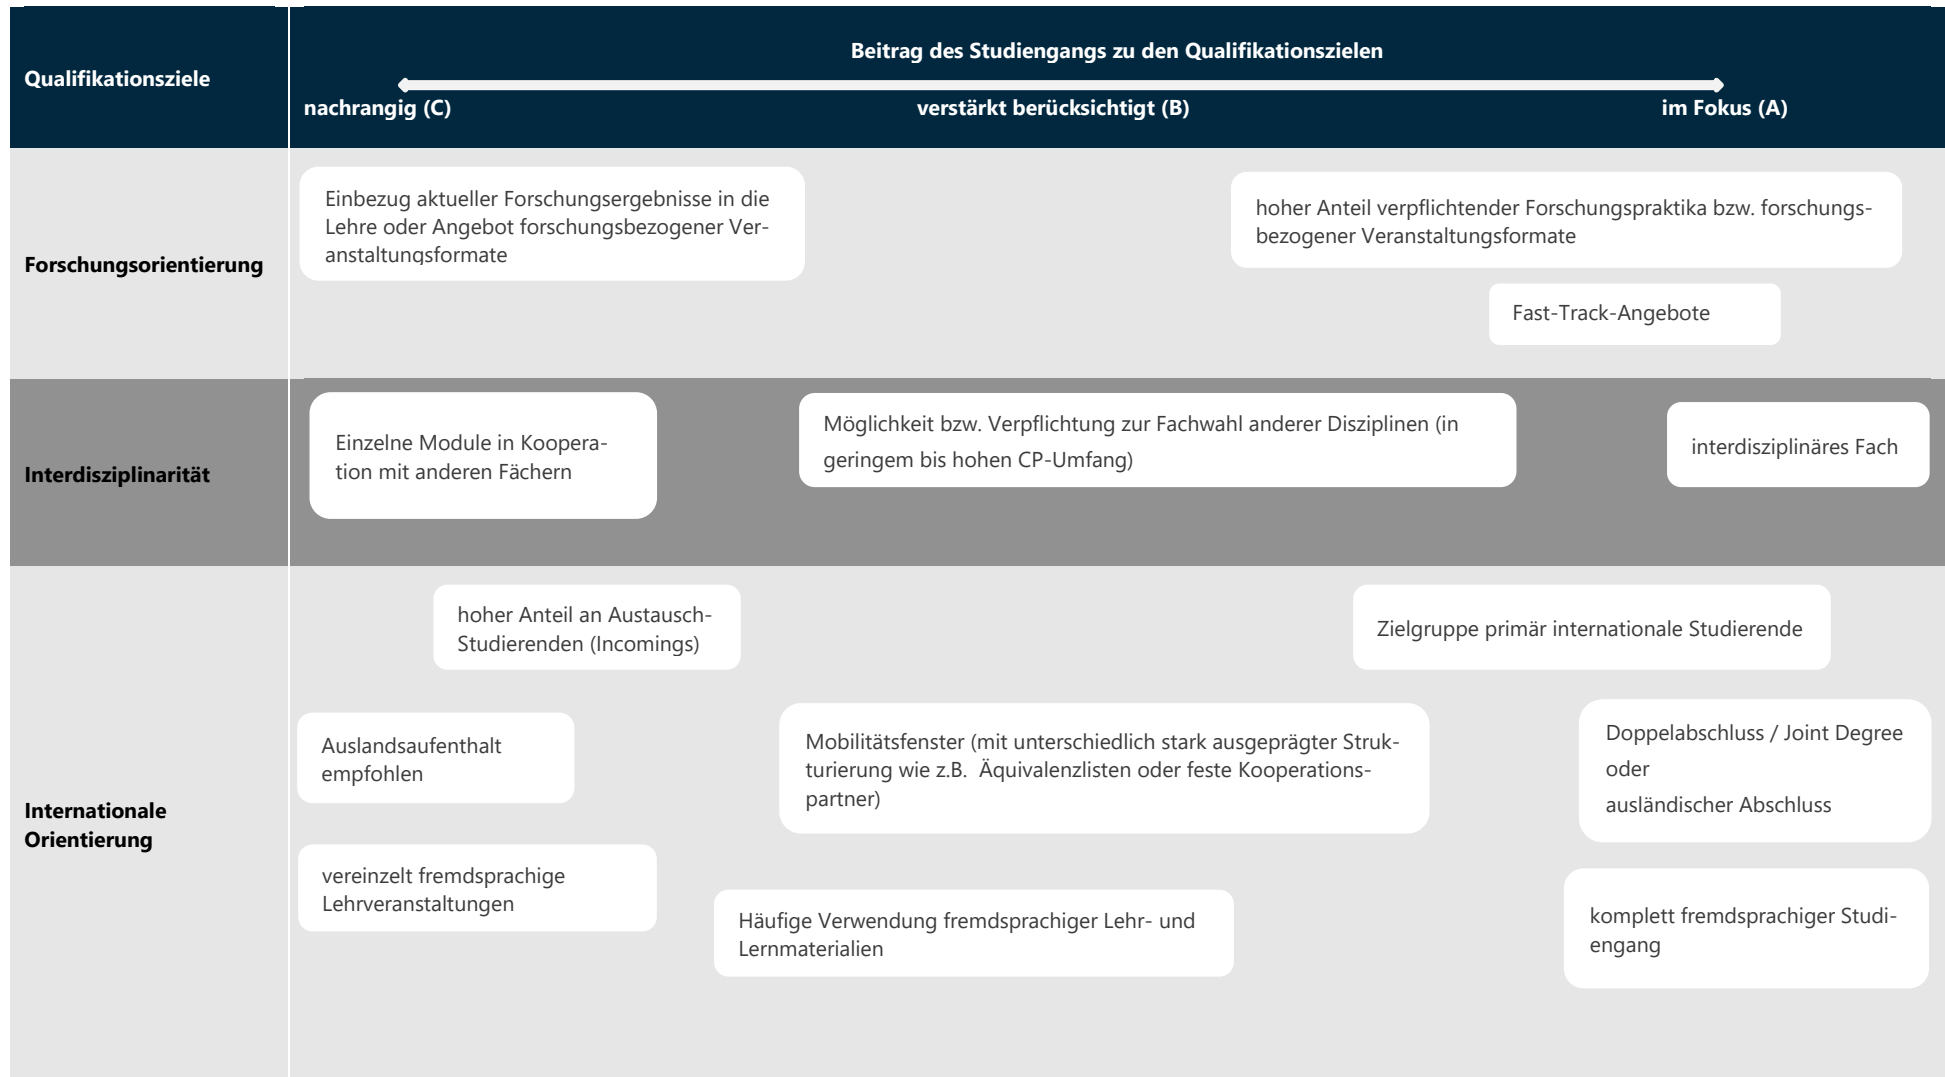 Qualifikationsziele
Beitrag des Studiengangs zu den Qualifikationszielen
nachrangig (C)
verstärkt berücksichtigt (B)
im Fokus (A)
Forschungsorientierung
Einbezug aktueller Forschungsergebnisse in die
Lehre oder Angebot forschungsbezogener Ver-
anstaltungsformate
hoher Anteil verpflichtender Forschungspraktika bzw. forschungs-
bezogener Veranstaltungsformate
Fast-Track-Angebote
Interdisziplinarität
Einzelne Module in Koopera-
tion mit anderen Fächern
Möglichkeit bzw. Verpflichtung zur Fachwahl anderer Disziplinen (in
geringem bis hohen CP-Umfang)
interdisziplinäres Fach
Internationale
Orientierung
hoher Anteil an Austausch-
Studierenden (Incomings)
Zielgruppe primär internationale Studierende
Auslandsaufenthalt
empfohlen
Mobilitätsfenster (mit unterschiedlich stark ausgeprägter Struk-
turierung wie z.B.  Äquivalenzlisten oder feste Kooperations-
partner)
Doppelabschluss / Joint Degree
oder
ausländischer Abschluss
vereinzelt fremdsprachige
Lehrveranstaltungen
Häufige Verwendung fremdsprachiger Lehr- und
Lernmaterialien
komplett fremdsprachiger Studi-
engang